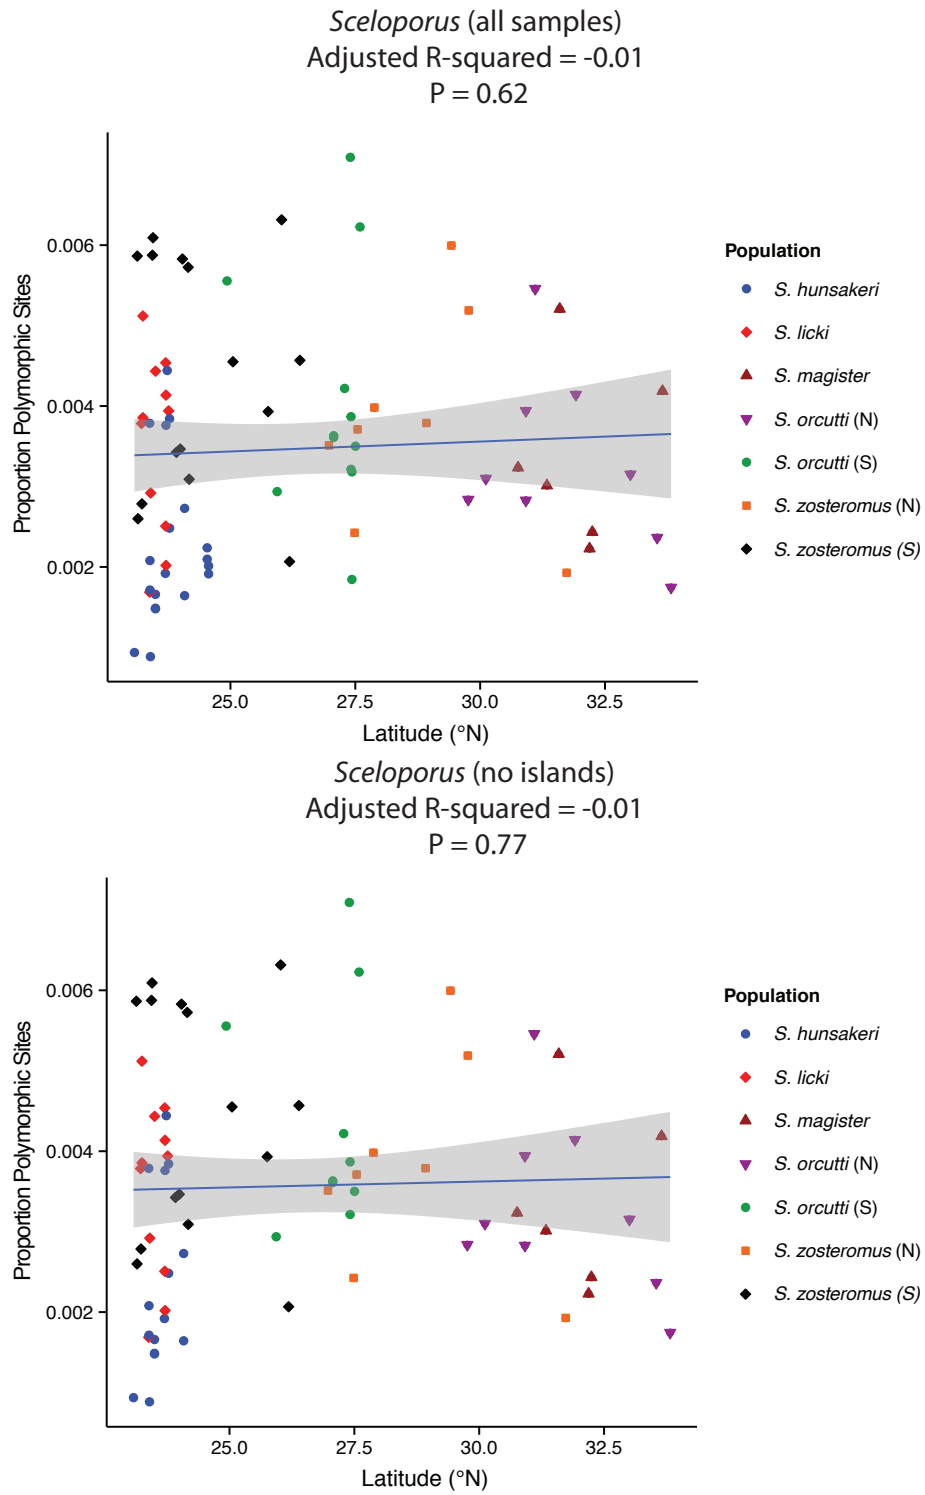 Sceloporus (all samples)
Adjusted R-squared = -0.01
P = 0.62
Proportion Polymorphic Sites
0.006
0.004
0.002
25.0 27.5 30.0 32.5
Latitude (°N)
Population
S. hunsakeri
S. licki
S. magister
S. orcutti (N)
S. orcutti (S)
S. zosteromus (N)
S. zosteromus (S)
Sceloporus (no islands)
Adjusted R-squared = -0.01
P = 0.77
Proportion Polymorphic Sites
0.006
0.004
0.002
25.0 27.5 30.0 32.5
Latitude (°N)
Population
S. hunsakeri
S. licki
S. magister
S. orcutti (N)
S. orcutti (S)
S. zosteromus (N)
S. zosteromus (S)